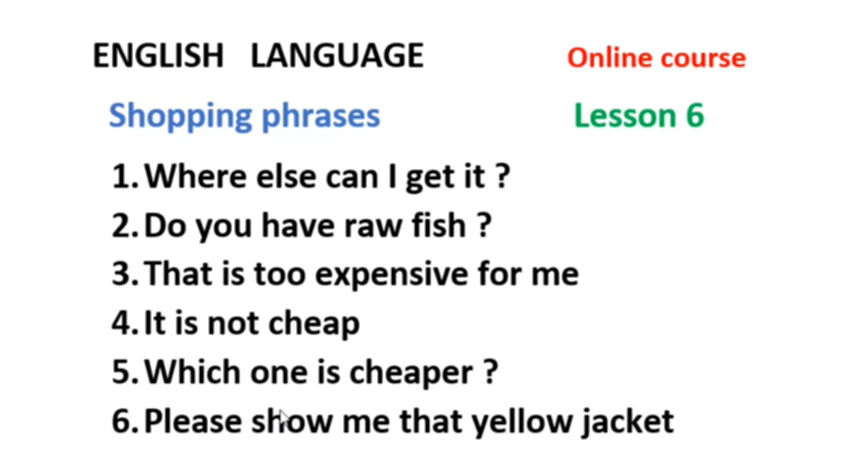 ENGLISH LANGUAGE Online course
Shopping phrases Lesson 6
1. Where else can I get it ?
2. Do you have raw fish ?
3. That is too expensive for me
4. It is not cheap
5. Which one is cheaper ?
6. Please show me that yellow jacket